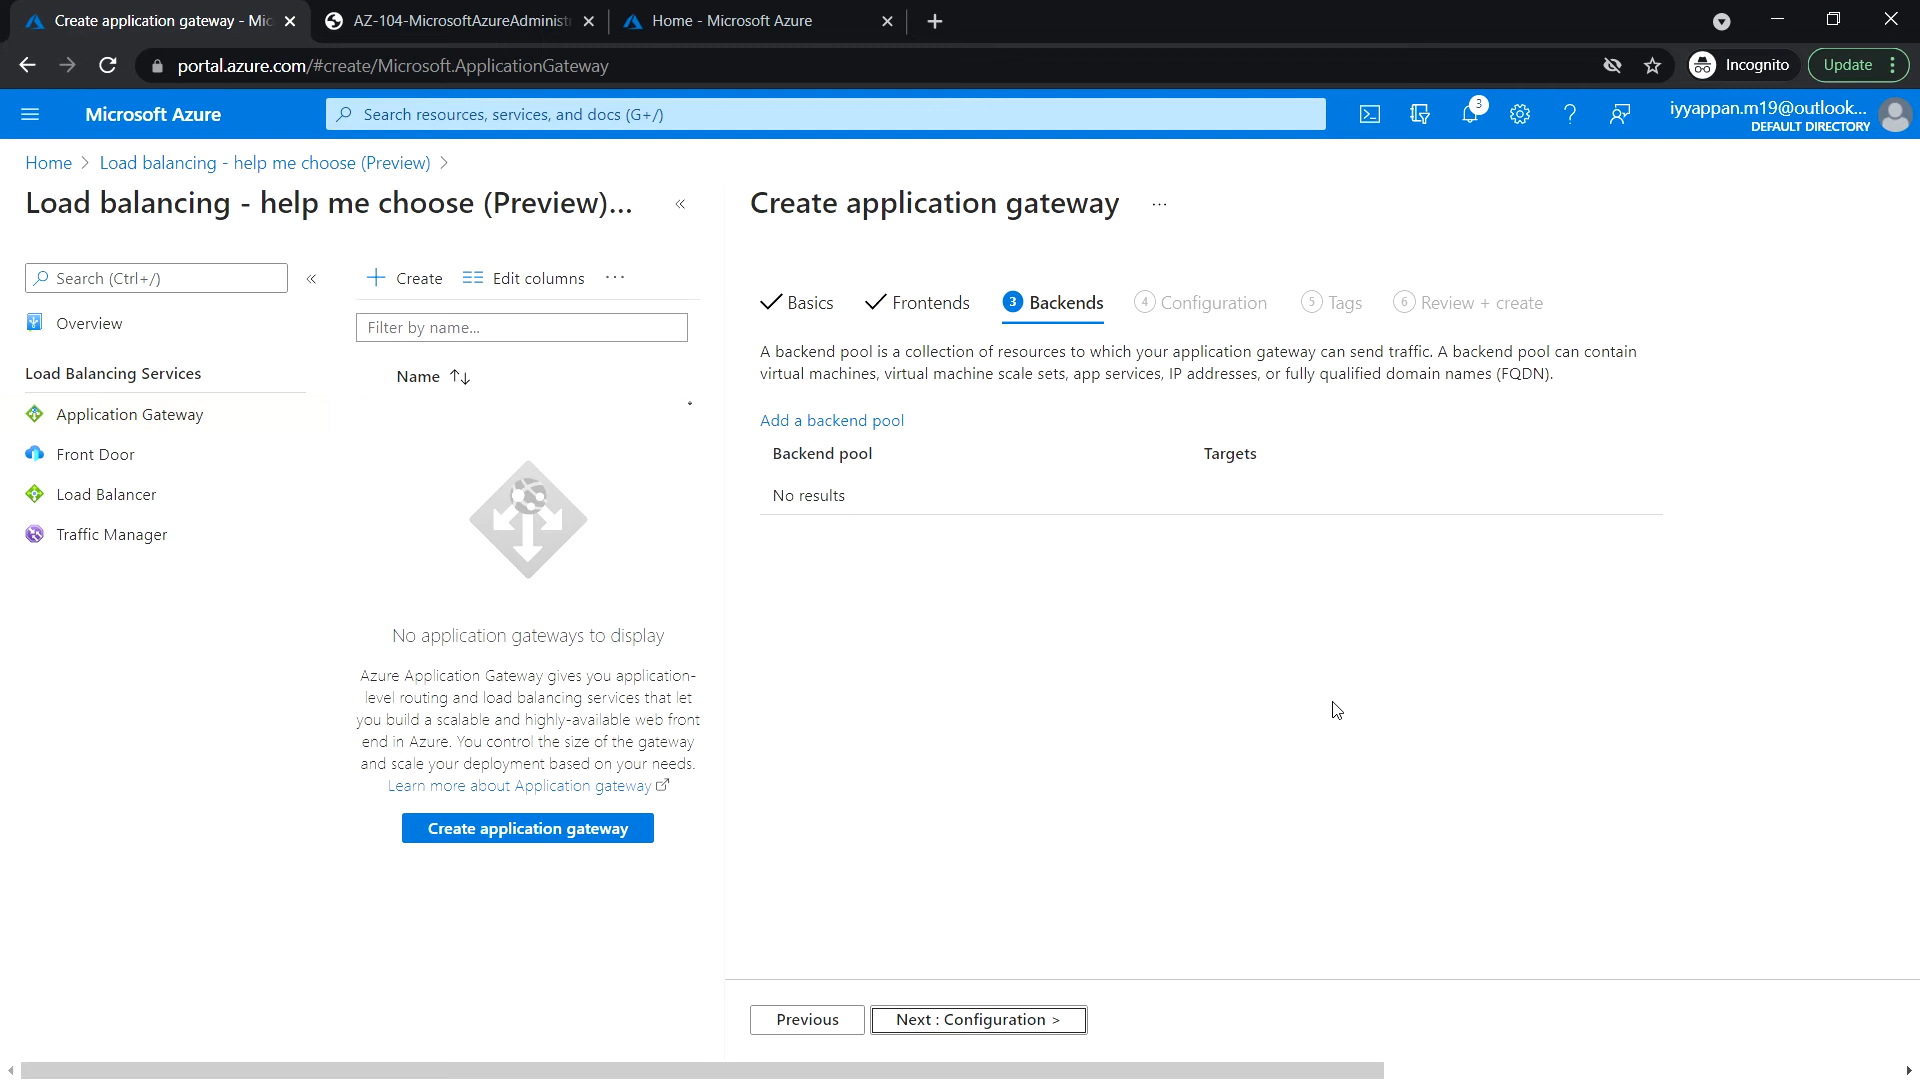 Create application gateway - Mic
AZ-104-MicrosoftAzureAdministr
Home - Microsoft Azure
portal.azure.com/#create/Microsoft.ApplicationGateway
Incognito
Update
Microsoft Azure
Search resources, services, and docs (G+/)
3
iyyappan.m19@outlook...
DEFAULT DIRECTORY
Home > Load balancing - help me choose (Preview) >
Load balancing - help me choose (Preview)...
«
Search (Ctrl+/)
«
Overview
Load Balancing Services
Application Gateway
Front Door
Load Balancer
Traffic Manager
+ Create
Edit columns
...
Filter by name...
Name ↑↓
No application gateways to display
Azure Application Gateway gives you application-
level routing and load balancing services that let
you build a scalable and highly-available web front
end in Azure. You control the size of the gateway
and scale your deployment based on your needs.
Learn more about Application gateway
Create application gateway
Create application gateway
...
Basics
Frontends
3 Backends
4 Configuration
5 Tags
6 Review + create
A backend pool is a collection of resources to which your application gateway can send traffic. A backend pool can contain
virtual machines, virtual machine scale sets, app services, IP addresses, or fully qualified domain names (FQDN).
Add a backend pool
Backend pool
Targets
No results
Previous
Next : Configuration >